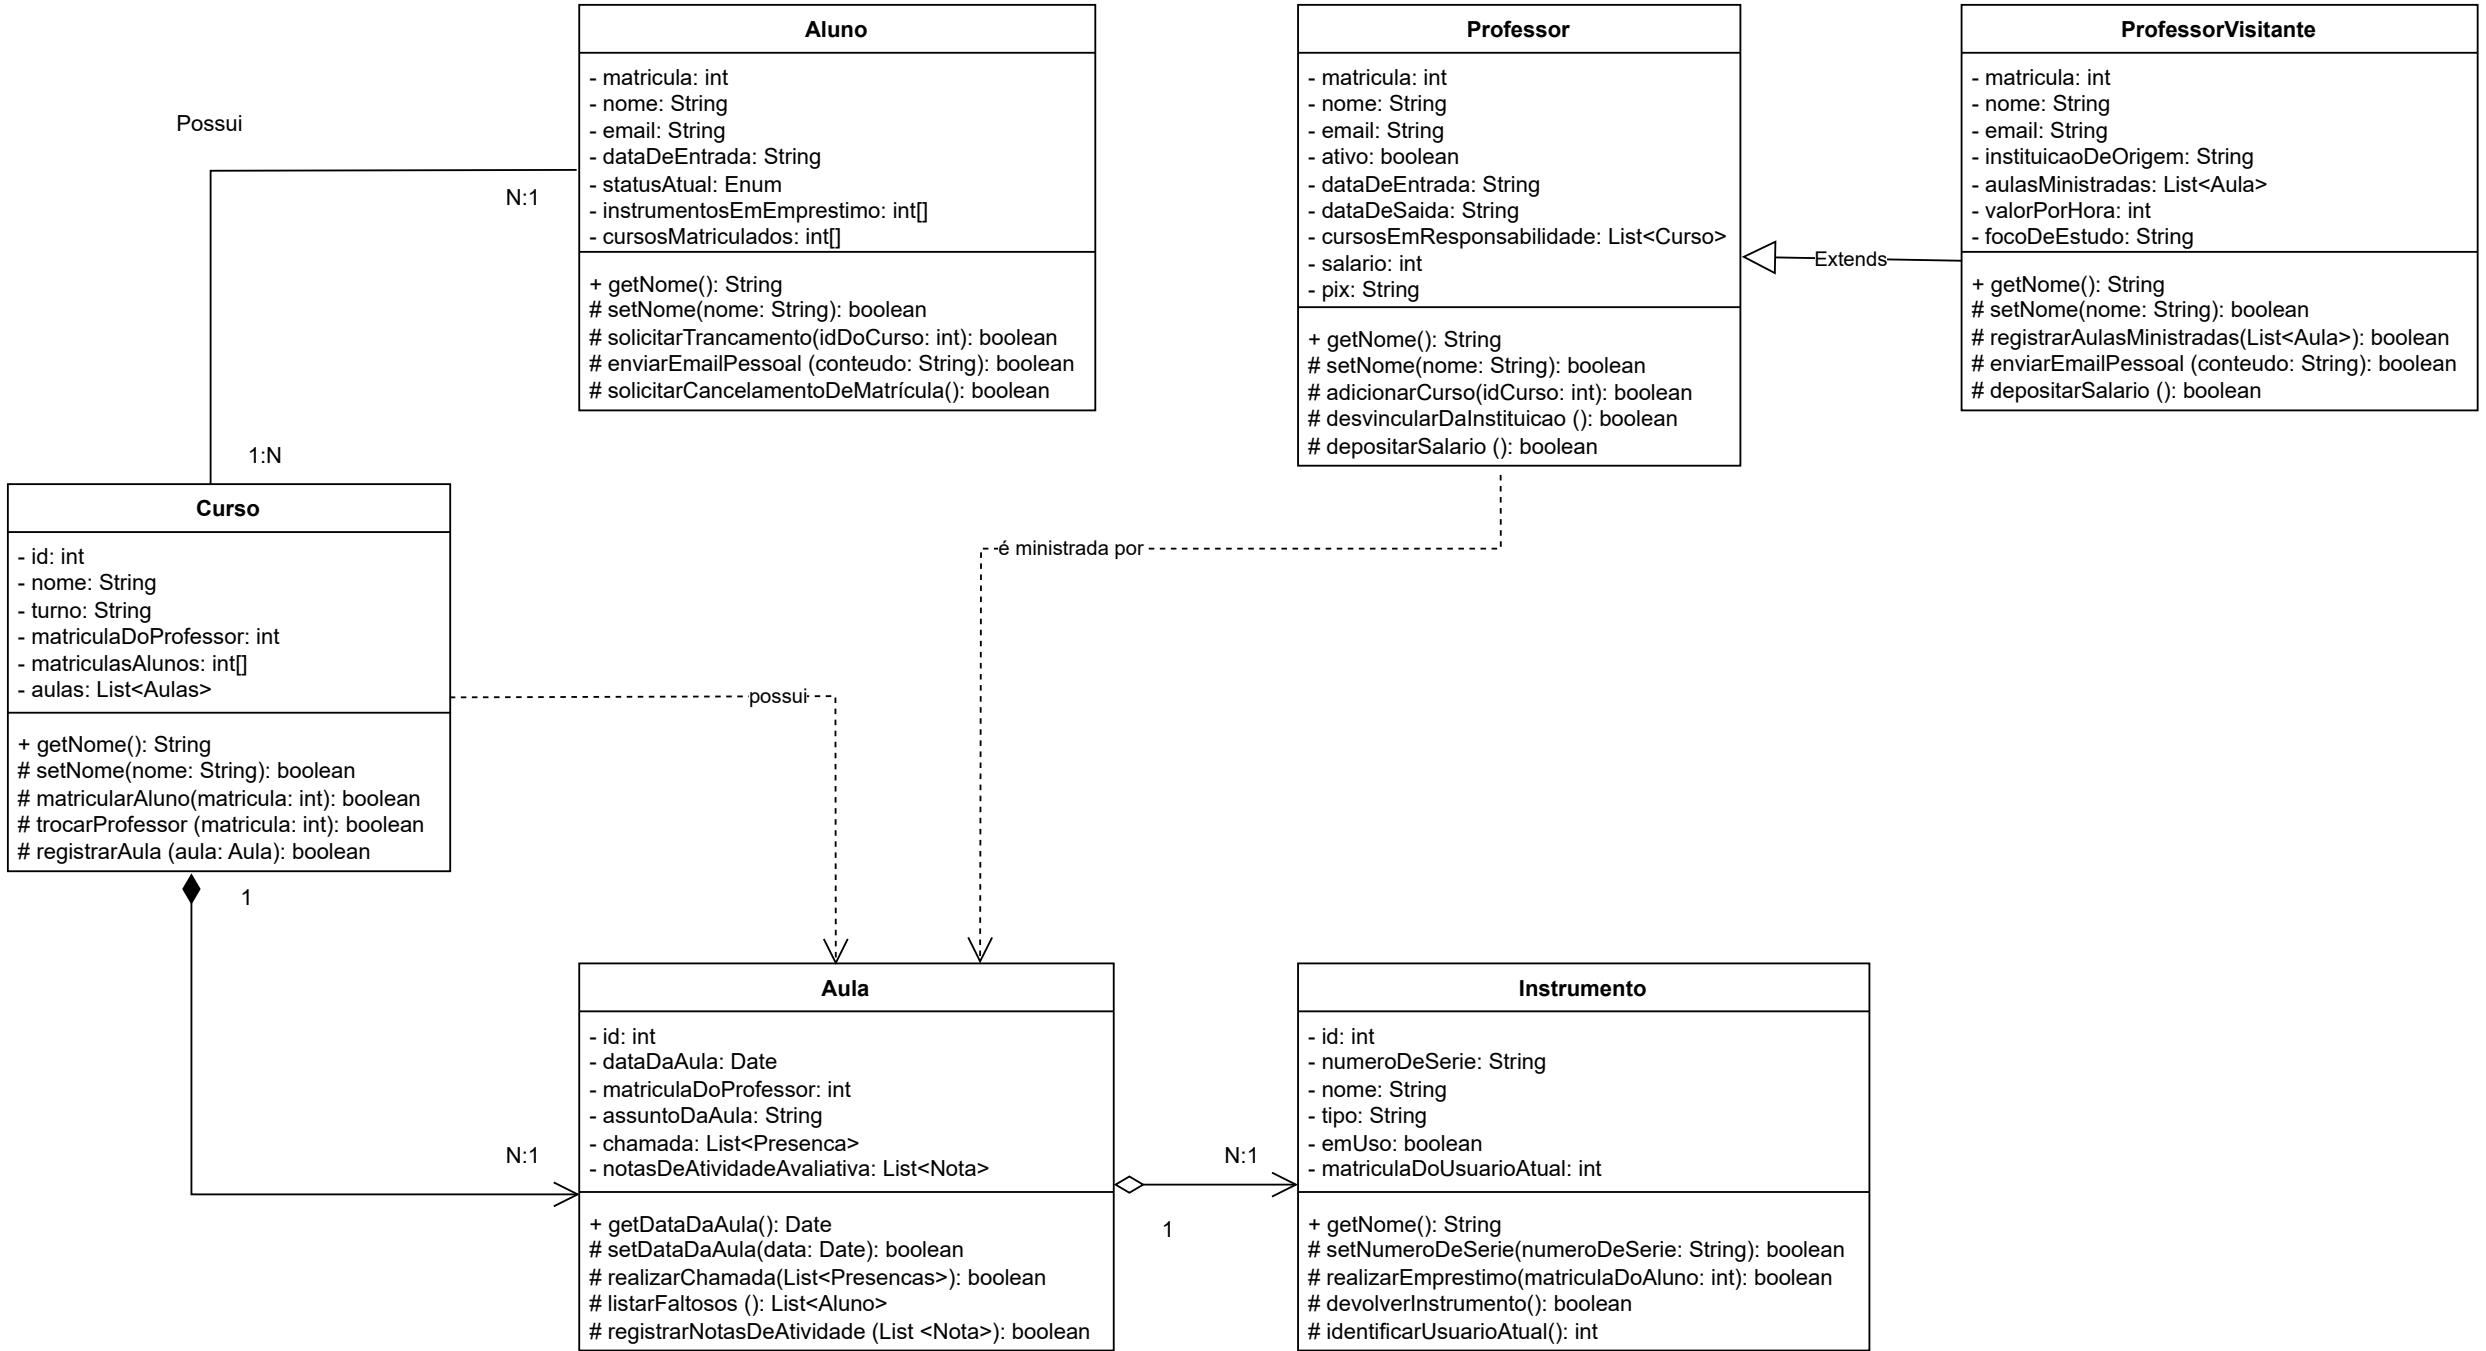 Aluno
- matricula: int
- nome: String
- email: String
- dataDeEntrada: String
- statusAtual: Enum
- instrumentosEmEmprestimo: int[]
- cursosMatriculados: int[]
+ getNome(): String
# setNome(nome: String): boolean
# solicitarTrancamento(idDoCurso: int): boolean
# enviarEmailPessoal (conteudo: String): boolean
# solicitarCancelamentoDeMatrícula(): boolean
Professor
- matricula: int
- nome: String
- email: String
- ativo: boolean
- dataDeEntrada: String
- dataDeSaida: String
- cursosEmResponsabilidade: List<Curso>
- salario: int
- pix: String
+ getNome(): String
# setNome(nome: String): boolean
# adicionarCurso(idCurso: int): boolean
# desvincularDaInstituicao (): boolean
# depositarSalario (): boolean
Extends
ProfessorVisitante
- matricula: int
- nome: String
- email: String
- instituicaoDeOrigem: String
- aulasMinistradas: List<Aula>
- valorPorHora: int
- focoDeEstudo: String
+ getNome(): String
# setNome(nome: String): boolean
# registrarAulasMinistradas(List<Aula>): boolean
# enviarEmailPessoal (conteudo: String): boolean
# depositarSalario (): boolean
Possui
N:1
1:N
Curso
- id: int
- nome: String
- turno: String
- matriculaDoProfessor: int
- matriculasAlunos: int[]
- aulas: List<Aulas>
+ getNome(): String
# setNome(nome: String): boolean
# matricularAluno(matricula: int): boolean
# trocarProfessor (matricula: int): boolean
# registrarAula (aula: Aula): boolean
é ministrada por
possui
1
N:1
Aula
- id: int
- dataDaAula: Date
- matriculaDoProfessor: int
- assuntoDaAula: String
- chamada: List<Presenca>
- notasDeAtividadeAvaliativa: List<Nota>
+ getDataDaAula(): Date
# setDataDaAula(data: Date): boolean
# realizarChamada(List<Presencas>): boolean
# listarFaltosos (): List<Aluno>
# registrarNotasDeAtividade (List <Nota>): boolean
N:1
1
Instrumento
- id: int
- numeroDeSerie: String
- nome: String
- tipo: String
- emUso: boolean
- matriculaDoUsuarioAtual: int
+ getNome(): String
# setNumeroDeSerie(numeroDeSerie: String): boolean
# realizarEmprestimo(matriculaDoAluno: int): boolean
# devolverInstrumento(): boolean
# identificarUsuarioAtual(): int